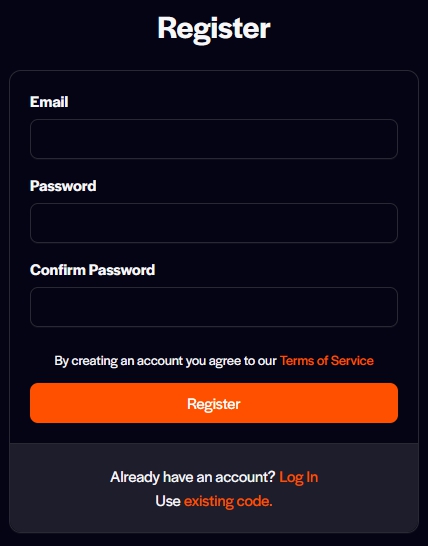 Register
Email
Password
Confirm Password
By creating an account you agree to our Terms of Service
Register
Already have an account? Log In
Use existing code.